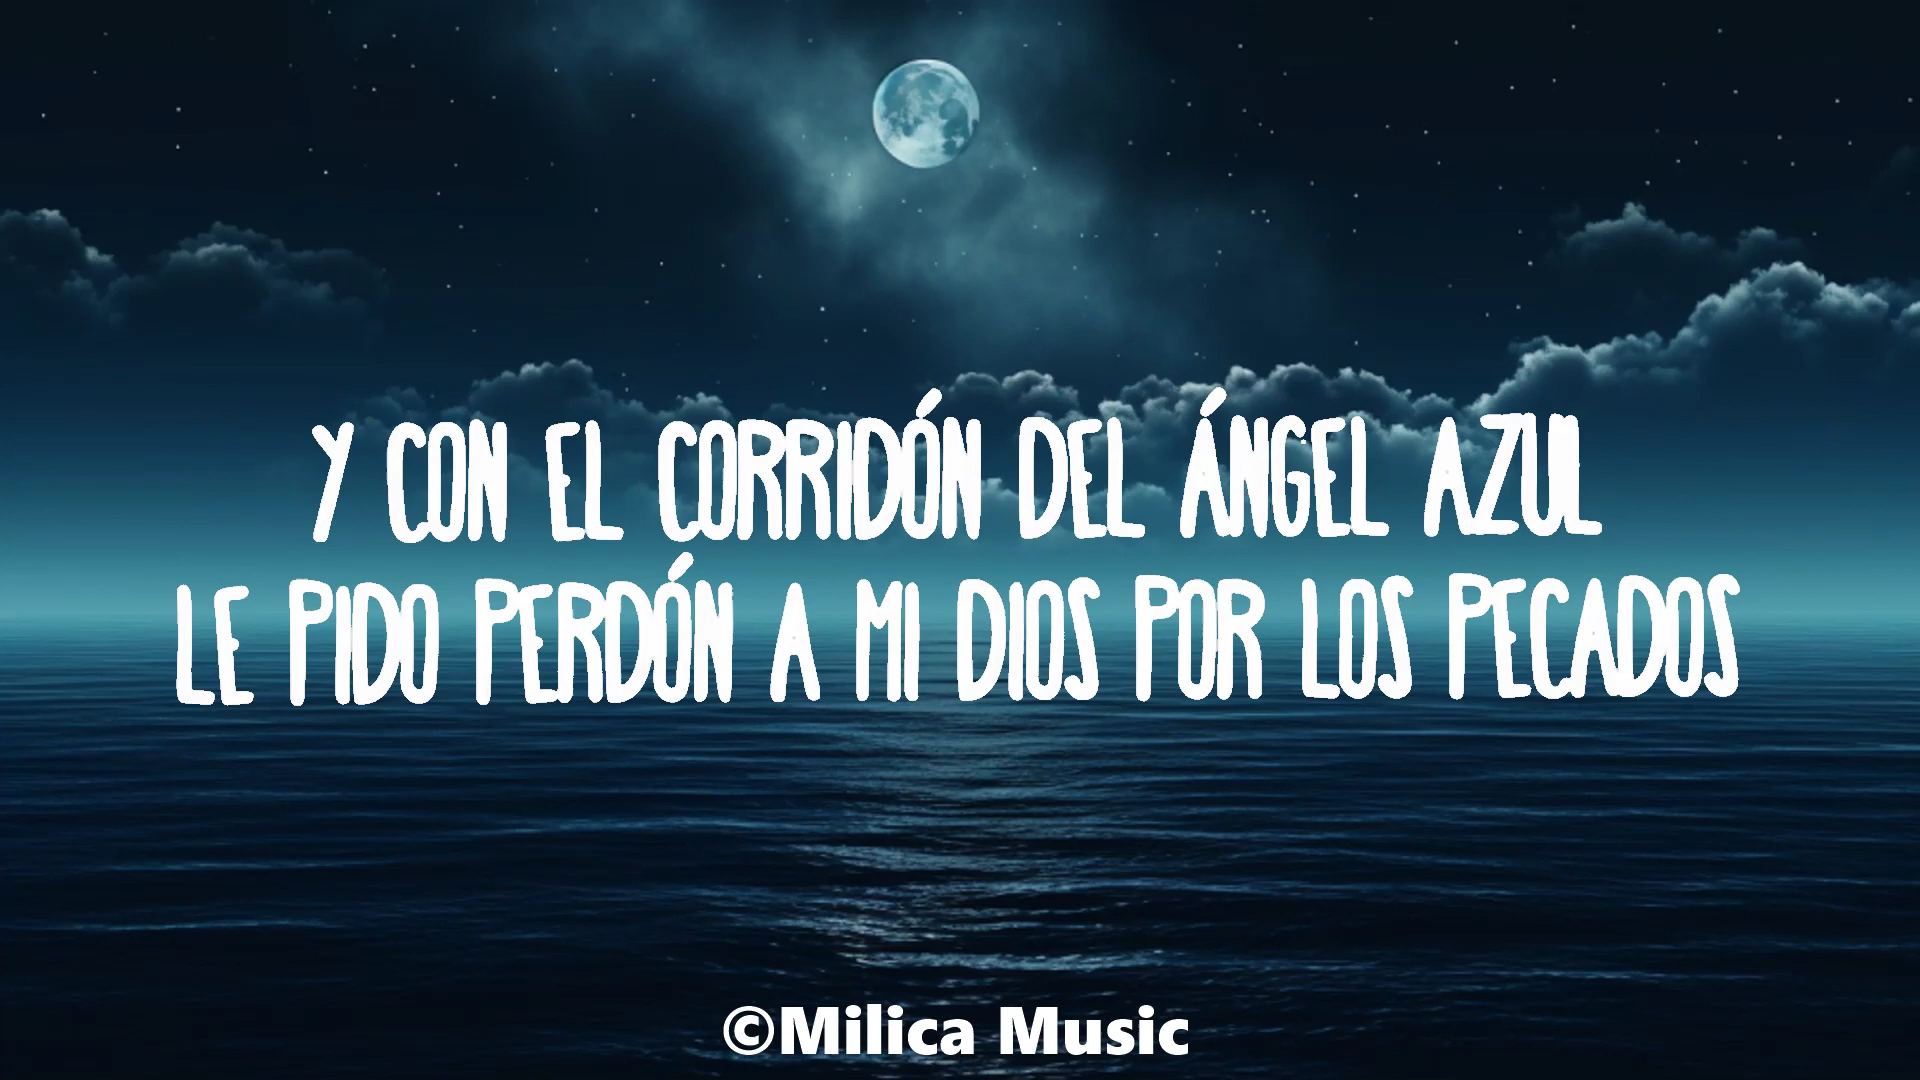 Y CON EL CORRIDÓN DEL ÁNGEL AZUL
LE PIDO PERDÓN A MI DIOS POR LOS PECADOS
©Milica Music